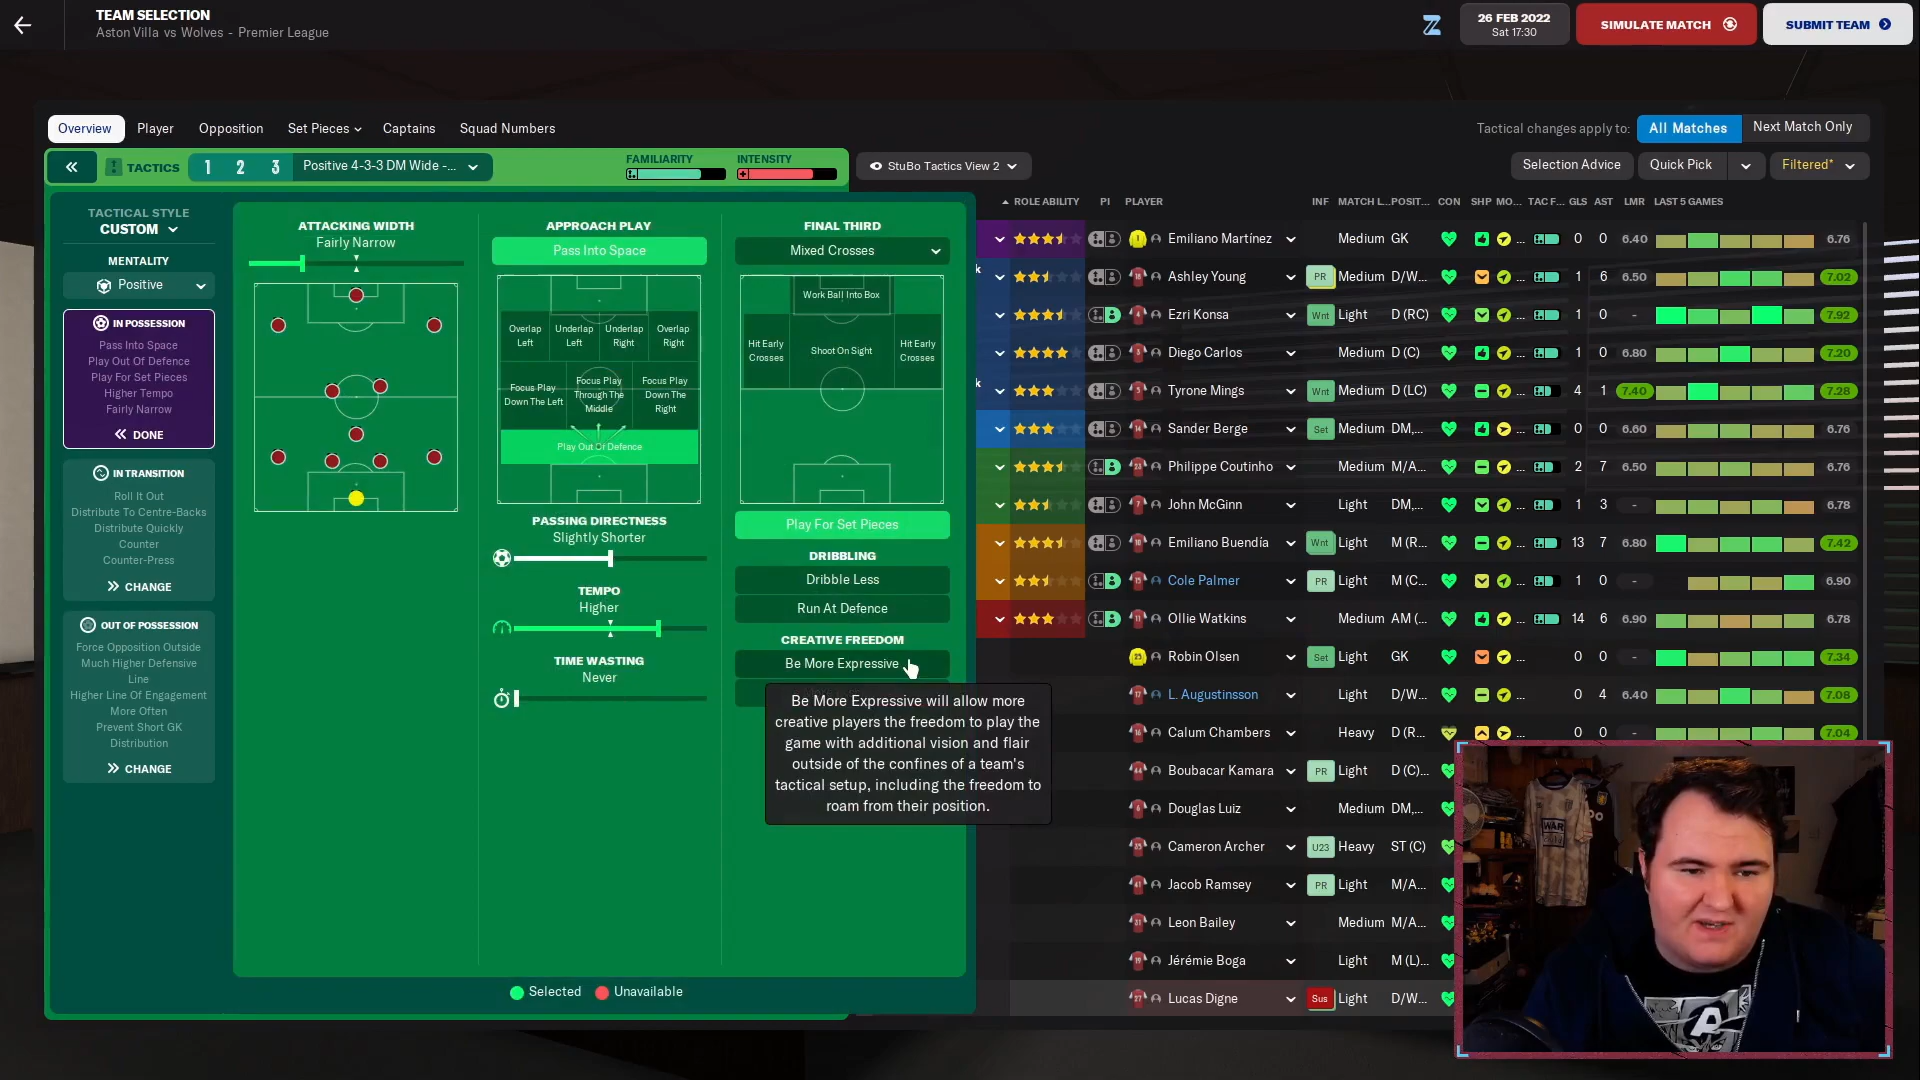 TEAM SELECTION
Aston Villa vs Wolves - Premier League
26 FEB 2022
Sat 17:30
SIMULATE MATCH
SUBMIT TEAM
Overview
Player
Opposition
Set Pieces
Captains
Squad Numbers
Tactical changes apply to:
All Matches
Next Match Only
TACTICS
1 2 3
Positive 4-3-3 DM Wide -...
FAMILIARITY
INTENSITY
StuBo Tactics View 2
Selection Advice
Quick Pick
Filtered*
TACTICAL STYLE
CUSTOM
MENTALITY
Positive
IN POSSESSION
Pass Into Space
Play Out Of Defence
Play For Set Pieces
Higher Tempo
Fairly Narrow
DONE
IN TRANSITION
Roll It Out
Distribute To Centre-Backs
Distribute Quickly
Counter
Counter-Press
CHANGE
OUT OF POSSESSION
Force Opposition Outside
Much Higher Defensive
Line
Higher Line Of Engagement
More Often
Prevent Short GK
Distribution
CHANGE
ATTACKING WIDTH
Fairly Narrow
APPROACH PLAY
Pass Into Space
Overlap Left
Underlap Left
Underlap Right
Overlap Right
Focus Play Down The Left
Focus Play Through The Middle
Focus Play Down The Right
Play Out Of Defence
PASSING DIRECTNESS
Slightly Shorter
TEMPO
Higher
TIME WASTING
Never
FINAL THIRD
Mixed Crosses
Work Ball Into Box
Hit Early Crosses
Shoot On Sight
Hit Early Crosses
Play For Set Pieces
DRIBBLING
Dribble Less
Run At Defence
CREATIVE FREEDOM
Be More Expressive
Be More Expressive will allow more
creative players the freedom to play the
game with additional vision and flair
outside of the confines of a team's
tactical setup, including the freedom to
roam from their position.
Selected
Unavailable
ROLE ABILITY PI PLAYER INF MATCH L... POSIT... CON SHP MO... TAC F... GLS AST LMR LAST 5 GAMES
Emiliano Martínez Medium GK 0 0 6.40 6.76
Ashley Young PR Medium D/W... 1 6 6.50 7.02
Ezri Konsa Wnt Light D (RC) 1 0 - 7.92
Diego Carlos Medium D (C) 1 0 6.80 7.20
Tyrone Mings Wnt Medium D (LC) 4 1 7.40 7.28
Sander Berge Set Medium DM,... 0 0 6.60 6.76
Philippe Coutinho Medium M/A... 2 7 6.50 6.76
John McGinn Light DM,... 1 3 - 6.78
Emiliano Buendía Wnt Light M (R... 13 7 6.80 7.42
Cole Palmer PR Light M (C... 1 0 - 6.90
Ollie Watkins Medium AM (... 14 6 6.90 6.78
Robin Olsen Set Light GK 0 0 - 7.34
L. Augustinsson Light D/W... 0 4 6.40 7.08
Calum Chambers Heavy D (R... 0 0 - 7.04
Boubacar Kamara PR Light D (C)...
Douglas Luiz Medium DM,...
Cameron Archer U23 Heavy ST (C)
Jacob Ramsey PR Light M/A...
Leon Bailey Medium M/A...
Jérémie Boga Light M (L)...
Lucas Digne Sus Light D/W...
WAR